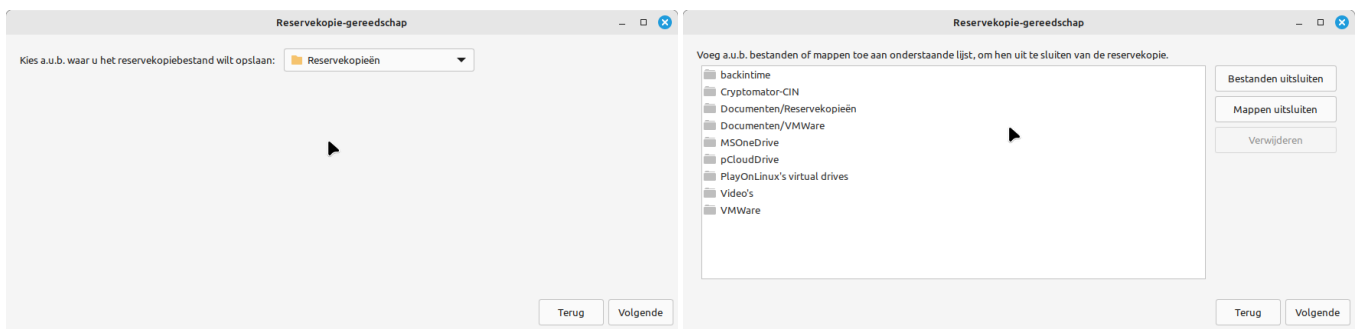 Reservekopie-gereedschap
Kies a.u.b. waar u het reservekopiebestand wilt opslaan: Reservekopieën
Terug Volgende
Reservekopie-gereedschap
Voeg a.u.b. bestanden of mappen toe aan onderstaande lijst, om hen uit te sluiten van de reservekopie.
backintime
Cryptomator-CIN
Documenten/Reservekopieën
Documenten/VMWare
MSOneDrive
pCloudDrive
PlayOnLinux's virtual drives
Video's
VMWare
Bestanden uitsluiten
Mappen uitsluiten
Verwijderen
Terug Volgende